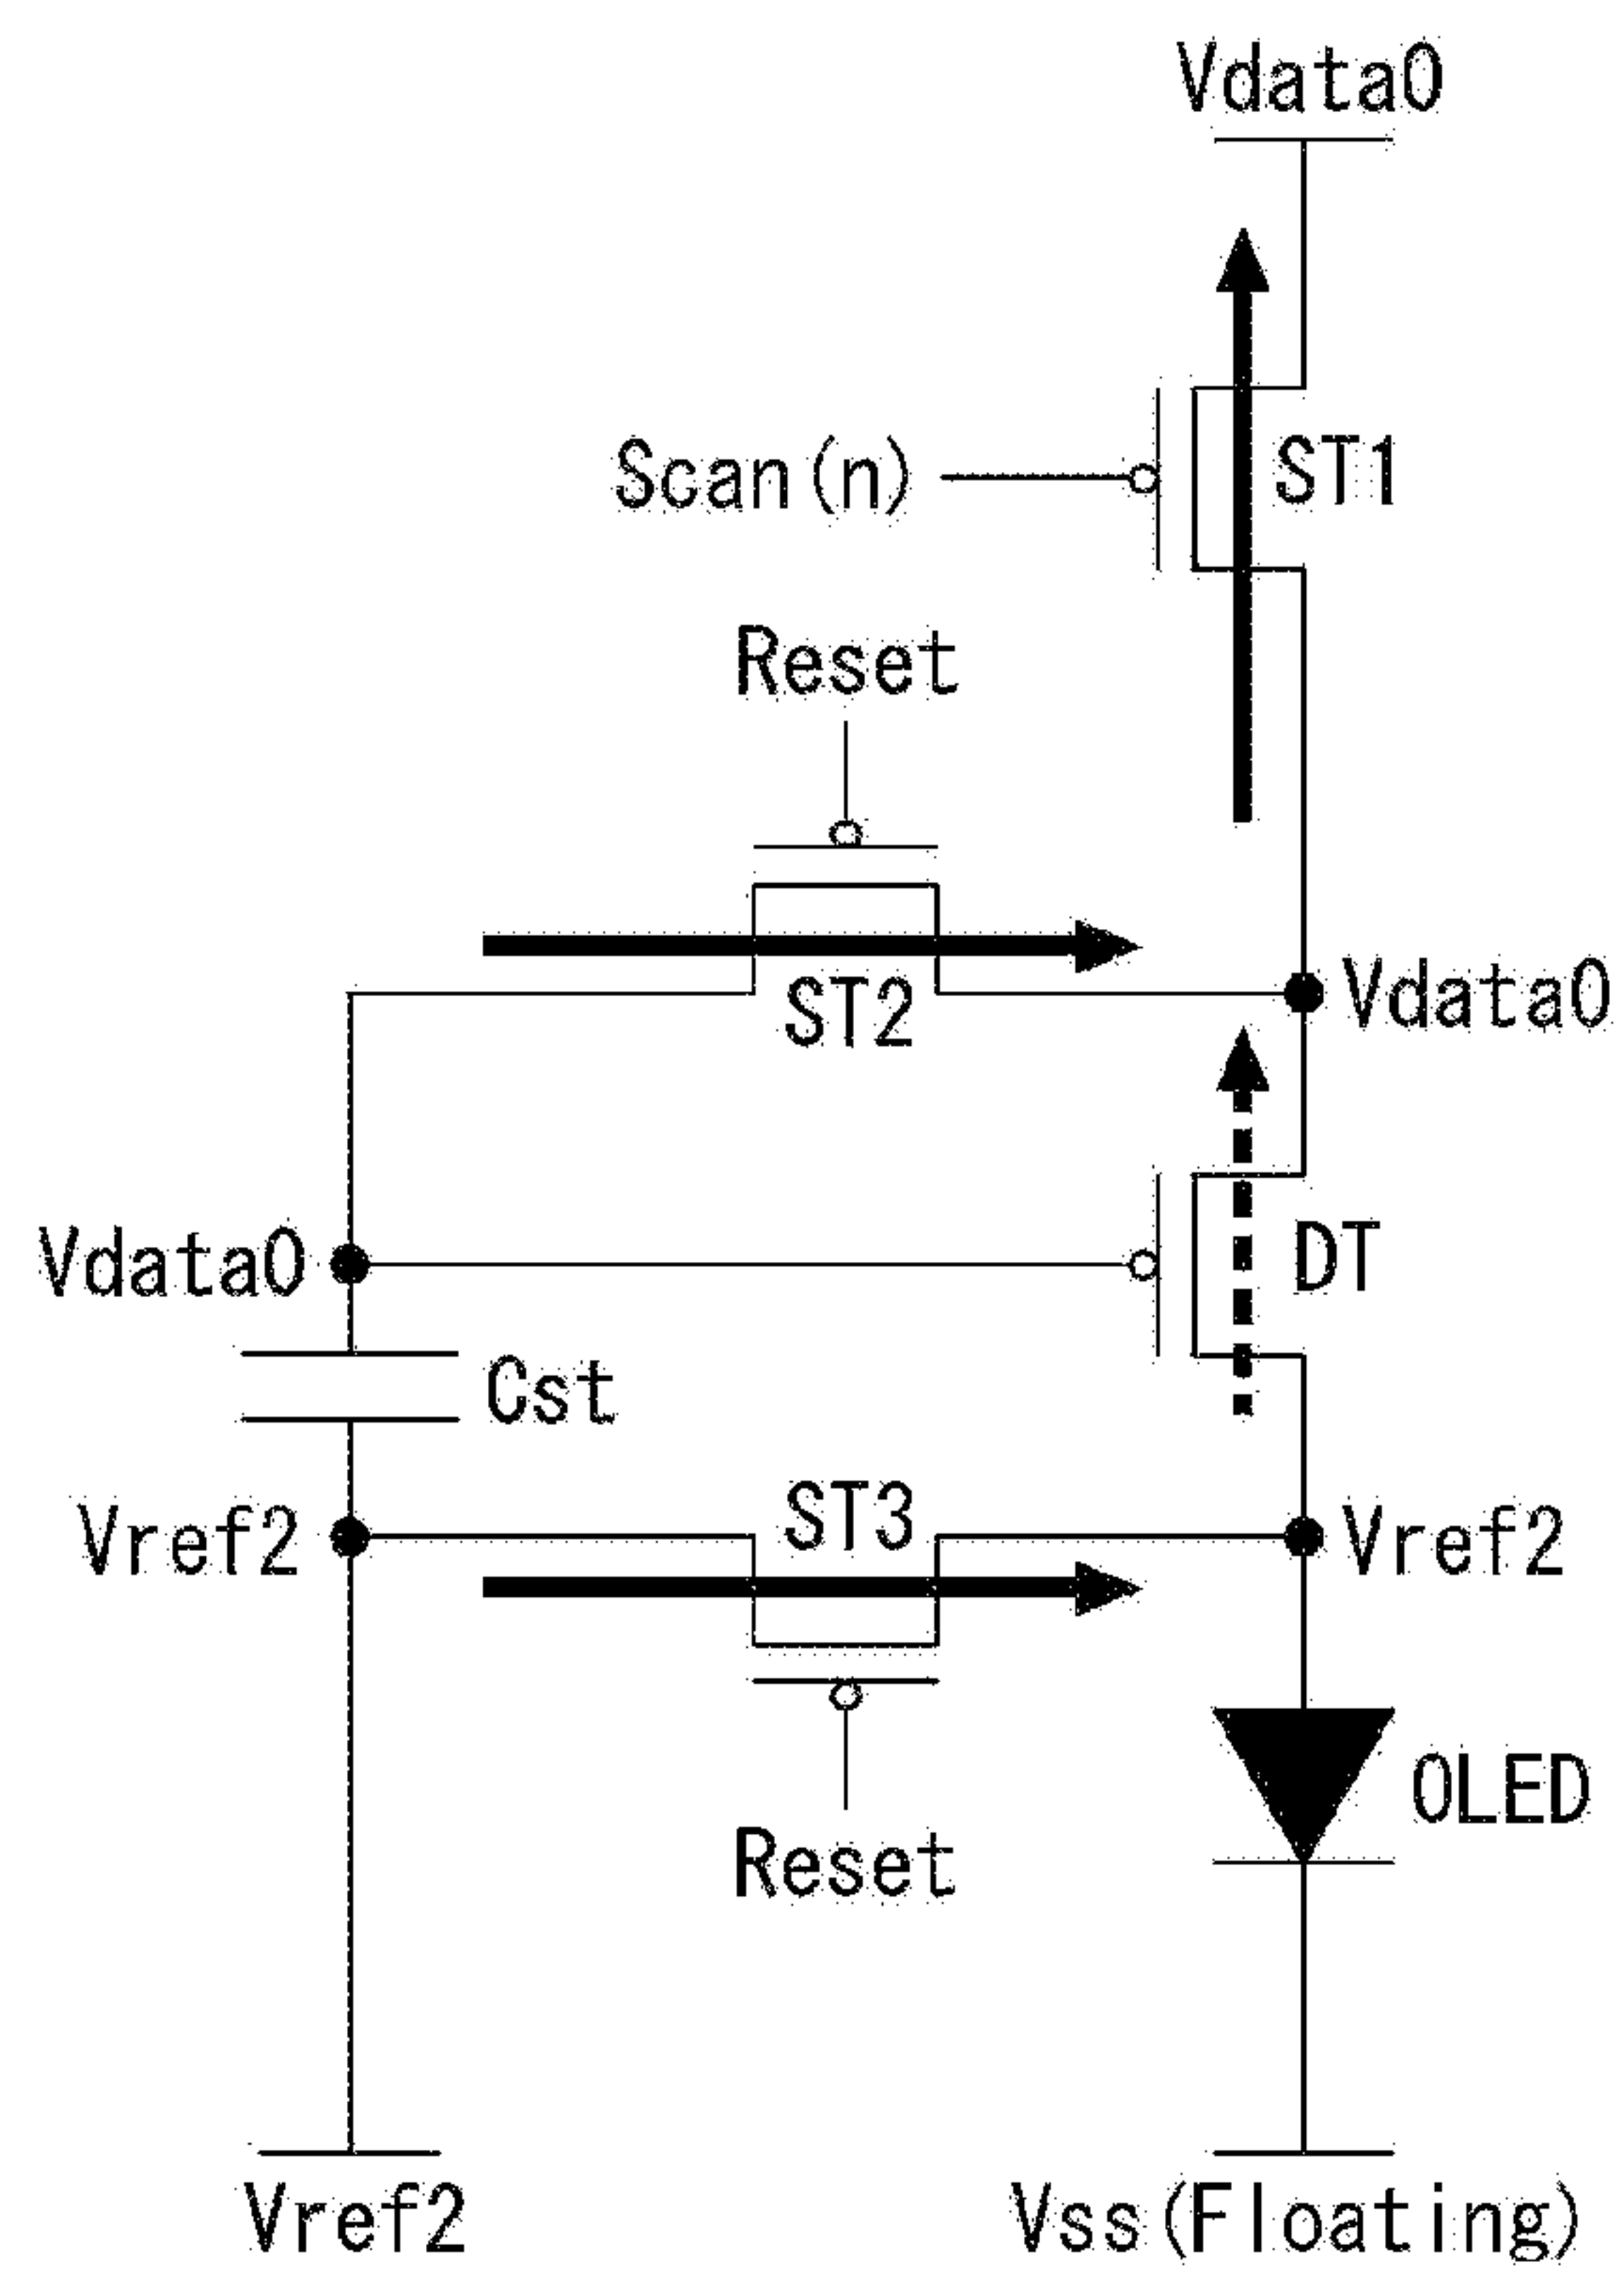 Vdata0
Scan(n)
ST1
Reset
ST2
Vdata0
Vdata0
DT
Cst
ST3
Vref2
Vref2
OLED
Reset
Vref2
Vss(Floating)